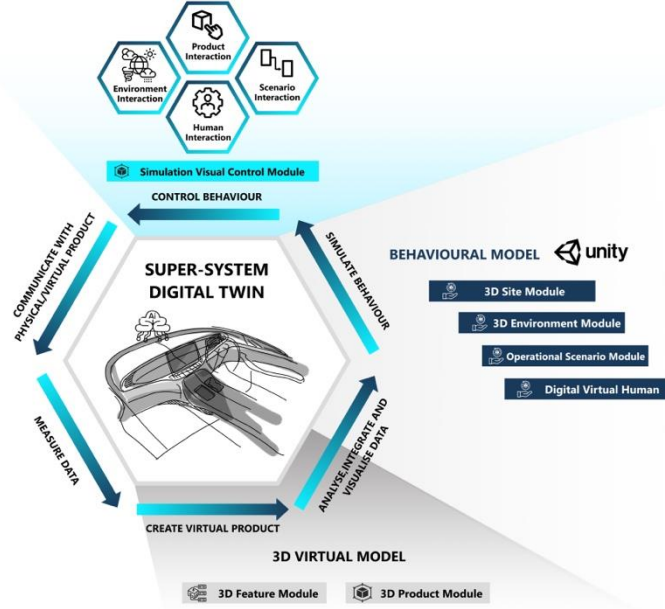 Product
Interaction
Environment
Interaction
Scenario
Interaction
Human
Interaction
Simulation Visual Control Module
CONTROL BEHAVIOUR
COMMUNICATE WITH
PHYSICAL/VIRTUAL PRODUCT
SIMULATE BEHAVIOUR
SUPER-SYSTEM
DIGITAL TWIN
AI
BEHAVIOURAL MODEL
unity
3D Site Module
3D Environment Module
Operational Scenario Module
Digital Virtual Human
MEASURE DATA
ANALYSE,INTEGRATE AND
VISUALISE DATA
CREATE VIRTUAL PRODUCT
3D VIRTUAL MODEL
3D Feature Module
3D Product Module